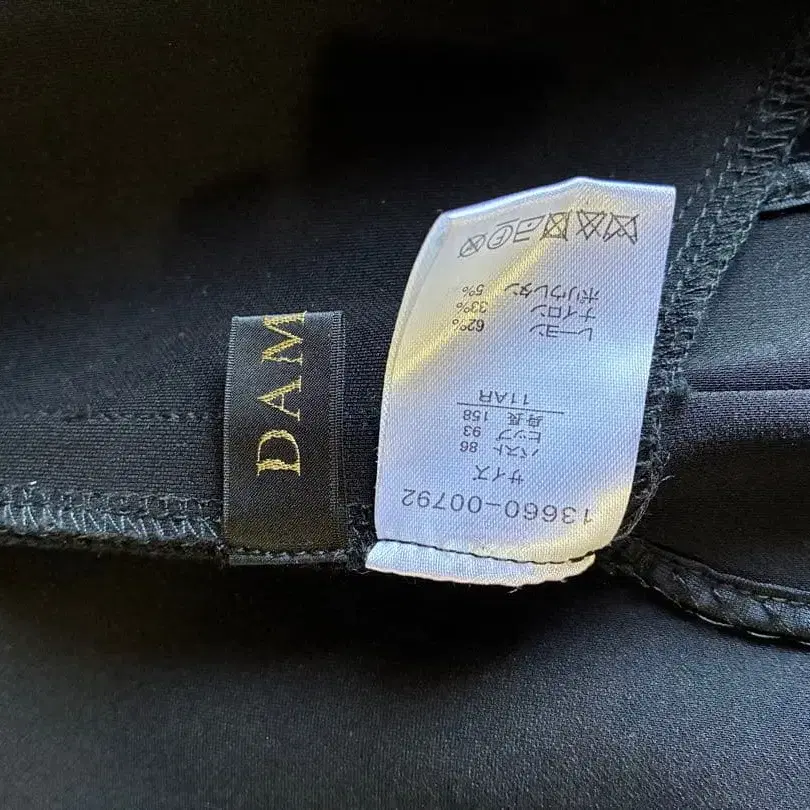 DAM
13660-00792
サイズ
バスト 86
ヒップ 93
身長 158
11AR
レーヨン 62%
ナイロン 33%
ポリウレタン 5%